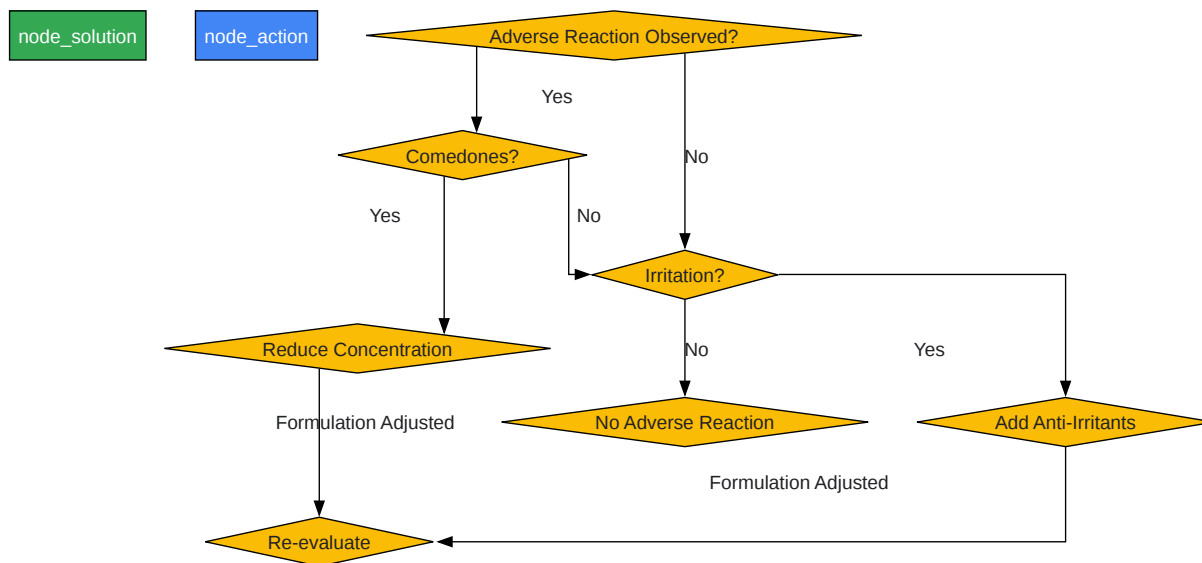 node_solution
node_action
Adverse Reaction Observed?
Yes
Comedones?
No
Yes
No
Irritation?
Reduce Concentration
No
Yes
Formulation Adjusted
No Adverse Reaction
Add Anti-Irritants
Formulation Adjusted
Re-evaluate